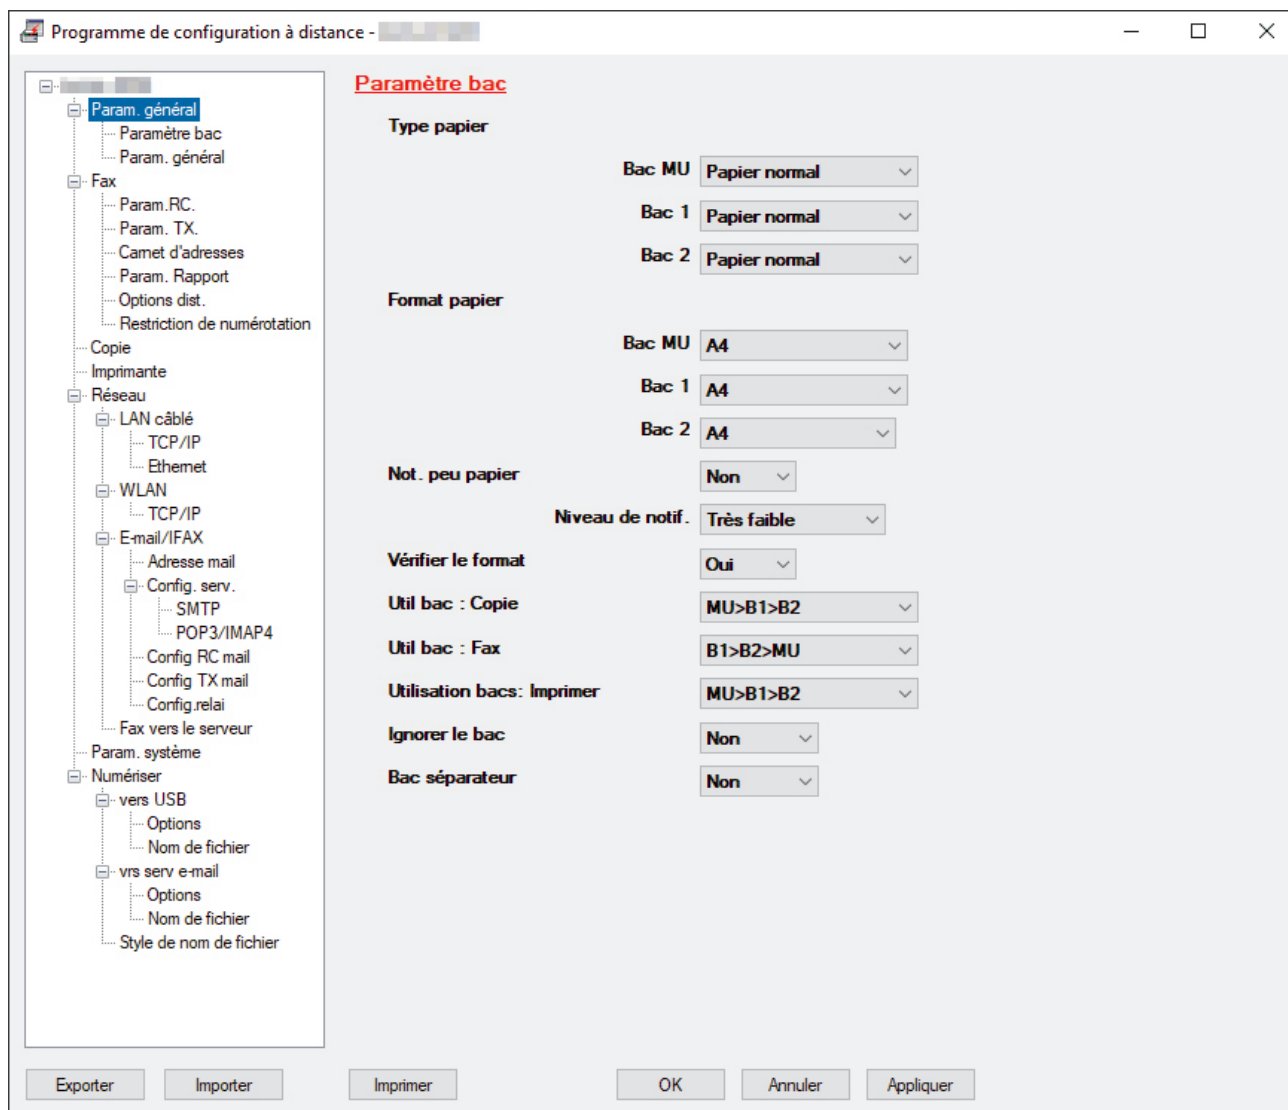 Programme de configuration à distance -
Param. général
Paramètre bac
Param. général
Fax
Param.RC.
Param. TX.
Carnet d'adresses
Param. Rapport
Options dist.
Restriction de numérotation
Copie
Imprimante
Réseau
LAN câblé
TCP/IP
Ethernet
WLAN
TCP/IP
E-mail/IFAX
Adresse mail
Config. serv.
SMTP
POP3/IMAP4
Config RC mail
Config TX mail
Config.relai
Fax vers le serveur
Param. système
Numériser
vers USB
Options
Nom de fichier
vrs serv e-mail
Options
Nom de fichier
Style de nom de fichier
Paramètre bac
Type papier
Bac MU Papier normal
Bac 1 Papier normal
Bac 2 Papier normal
Format papier
Bac MU A4
Bac 1 A4
Bac 2 A4
Not. peu papier Non
Niveau de notif. Très faible
Vérifier le format Oui
Util bac : Copie MU>B1>B2
Util bac : Fax B1>B2>MU
Utilisation bacs: Imprimer MU>B1>B2
Ignorer le bac Non
Bac séparateur Non
Exporter Importer Imprimer OK Annuler Appliquer